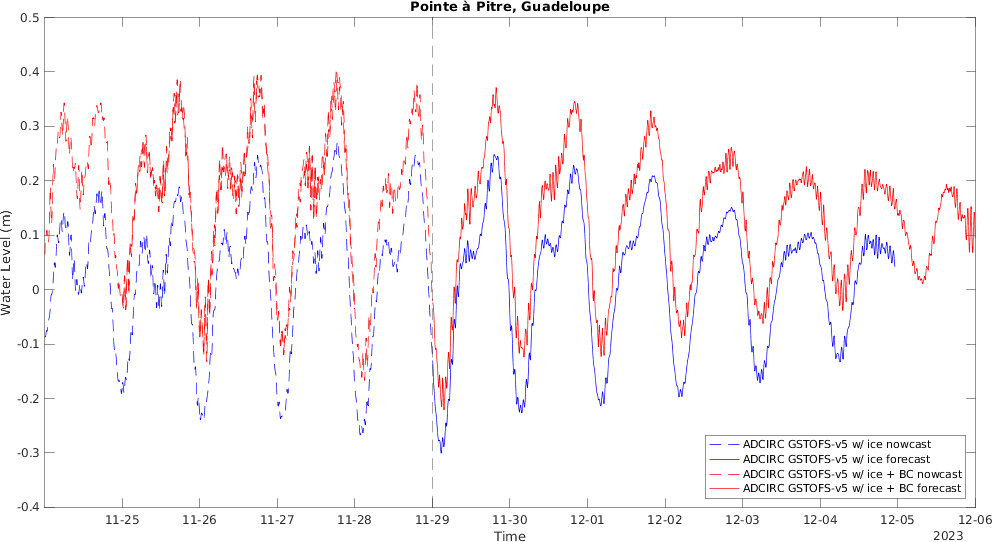 Pointe à Pitre, Guadeloupe
0.5
0.4
0.3
0.2
0.1
0
-0.1
-0.2
-0.3
-0.4
Water Level (m)
ADCIRC GSTOFS-v5 w/ ice nowcast
ADCIRC GSTOFS-v5 w/ ice forecast
ADCIRC GSTOFS-v5 w/ ice + BC nowcast
ADCIRC GSTOFS-v5 w/ ice + BC forecast
11-25 11-26 11-27 11-28 11-29 11-30 12-01 12-02 12-03 12-04 12-05 12-06
Time
2023